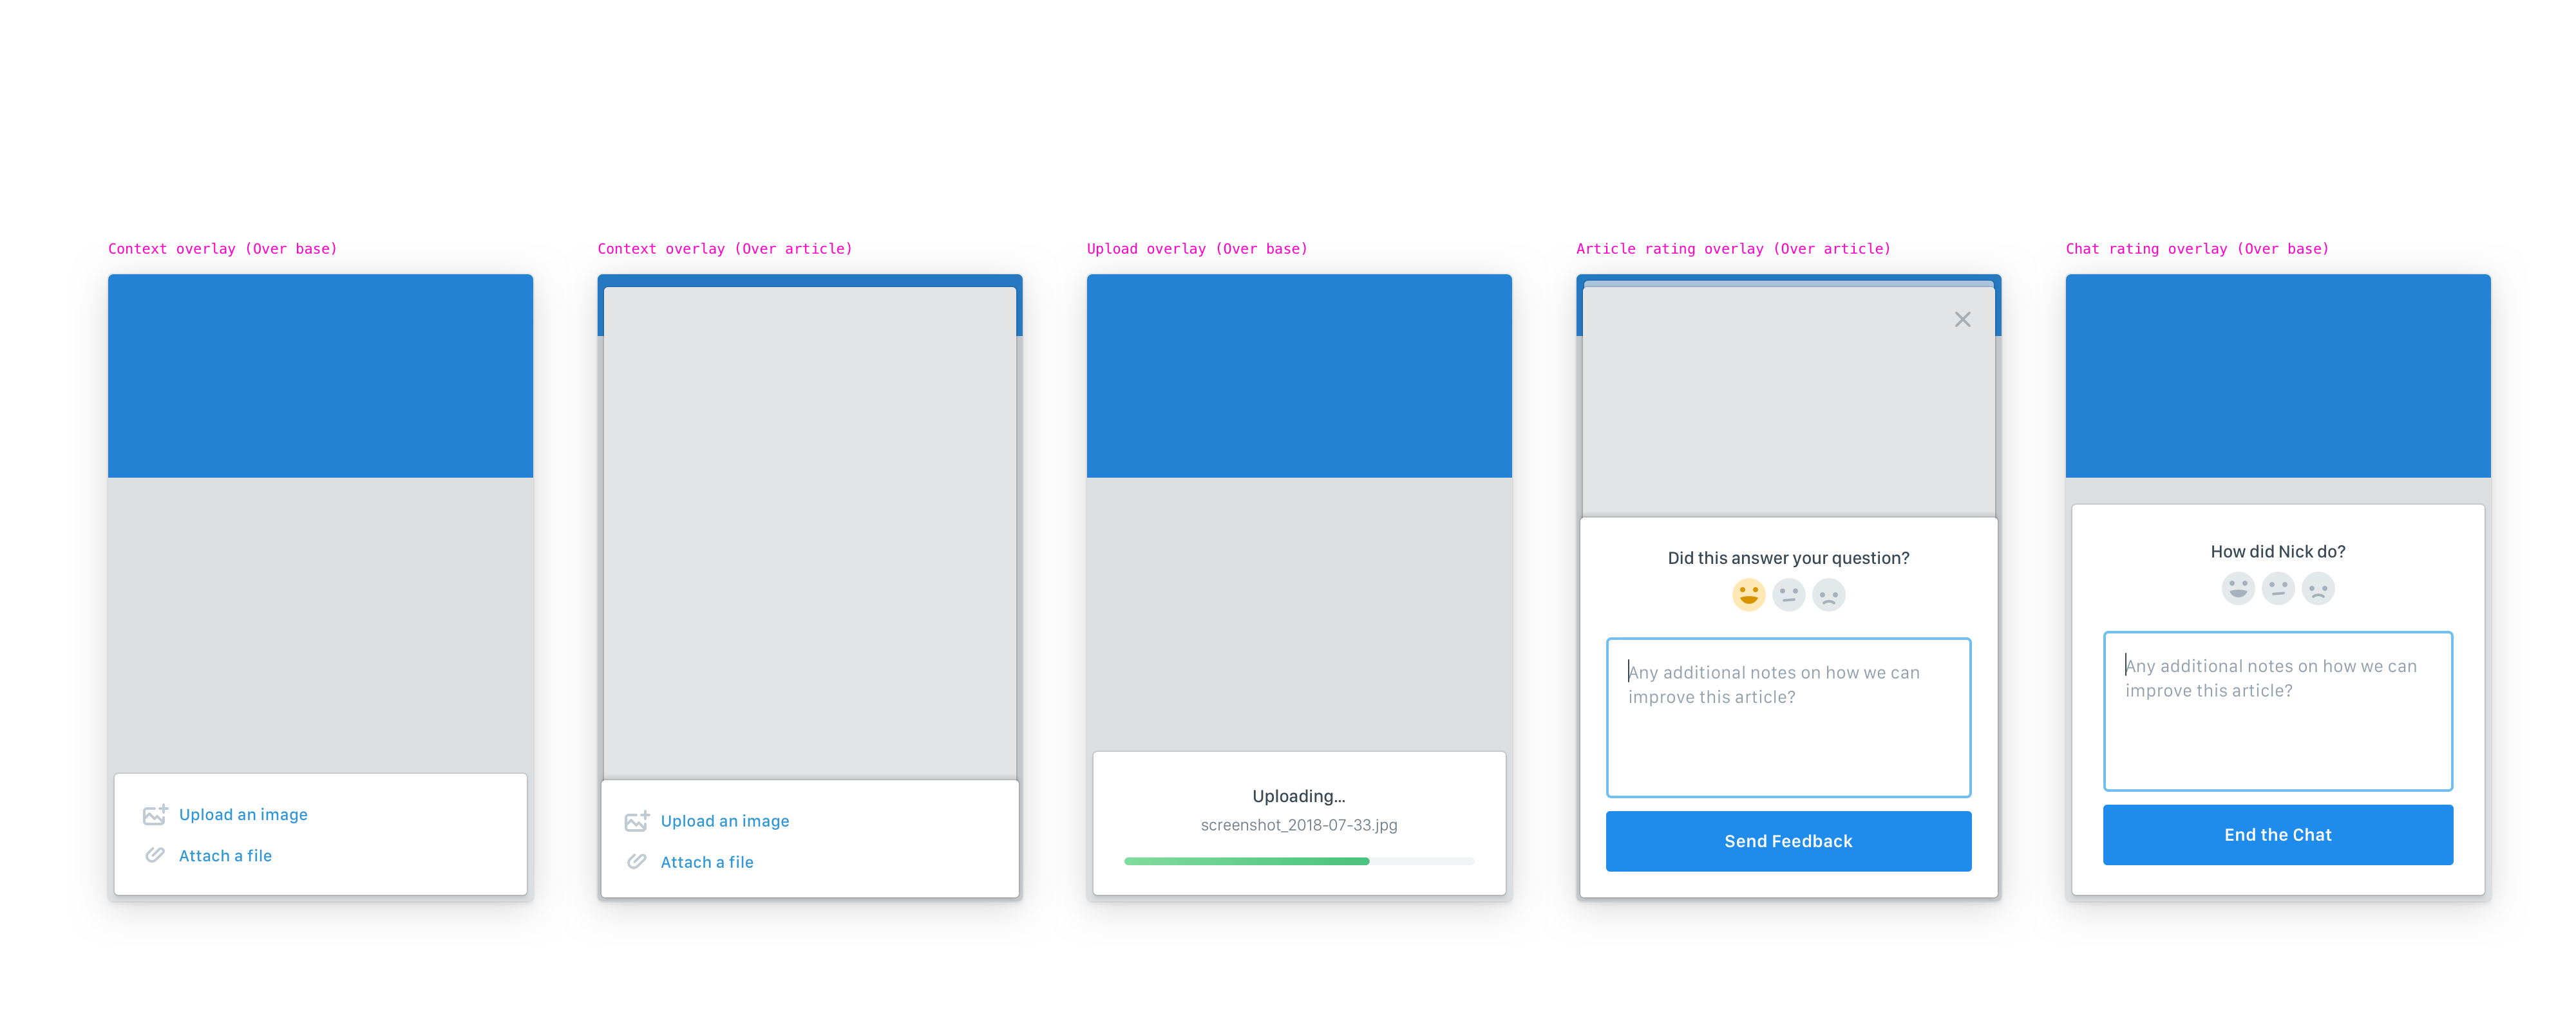 Context overlay (Over base)
Upload an image
Attach a file
Context overlay (Over article)
Upload an image
Attach a file
Upload overlay (Over base)
Uploading...
screenshot_2018-07-33.jpg
Article rating overlay (Over article)
Did this answer your question?
Any additional notes on how we can
improve this article?
Send Feedback
Chat rating overlay (Over base)
How did Nick do?
Any additional notes on how we can
improve this article?
End the Chat